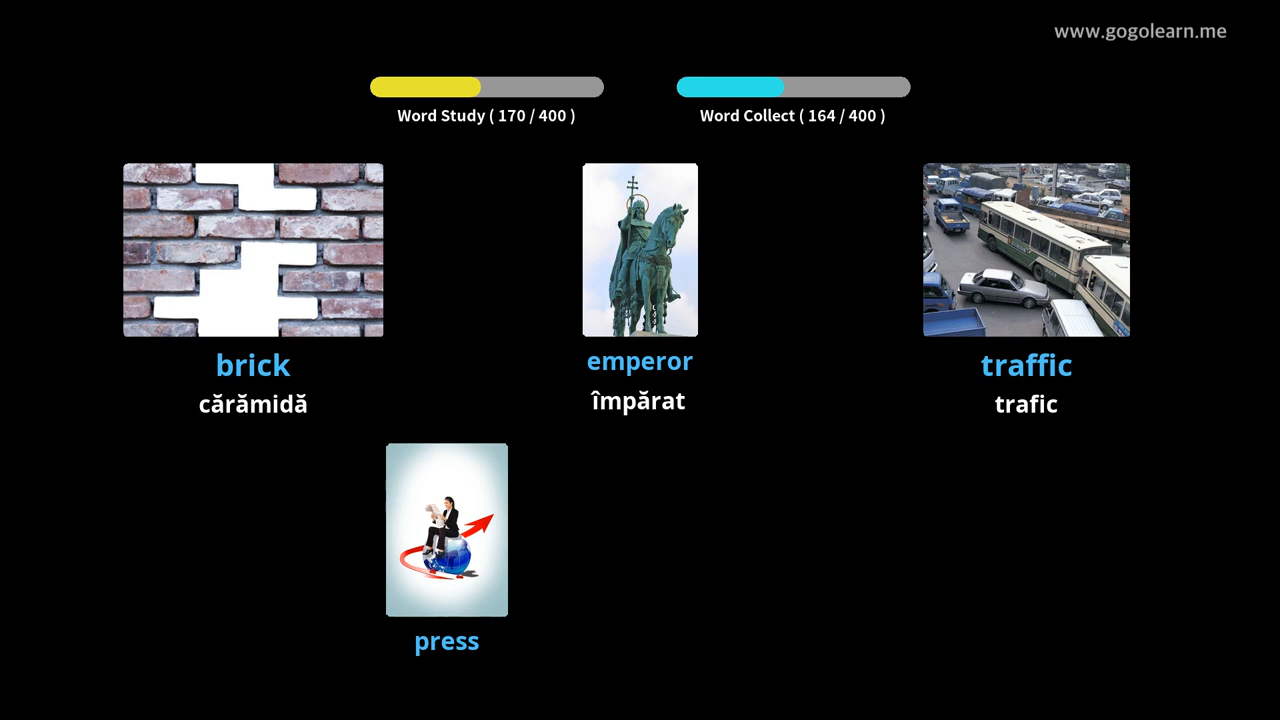 www.gogolearn.me
Word Study ( 170 / 400 )
Word Collect ( 164 / 400 )
brick
cărămidă
emperor
împărat
traffic
trafic
press